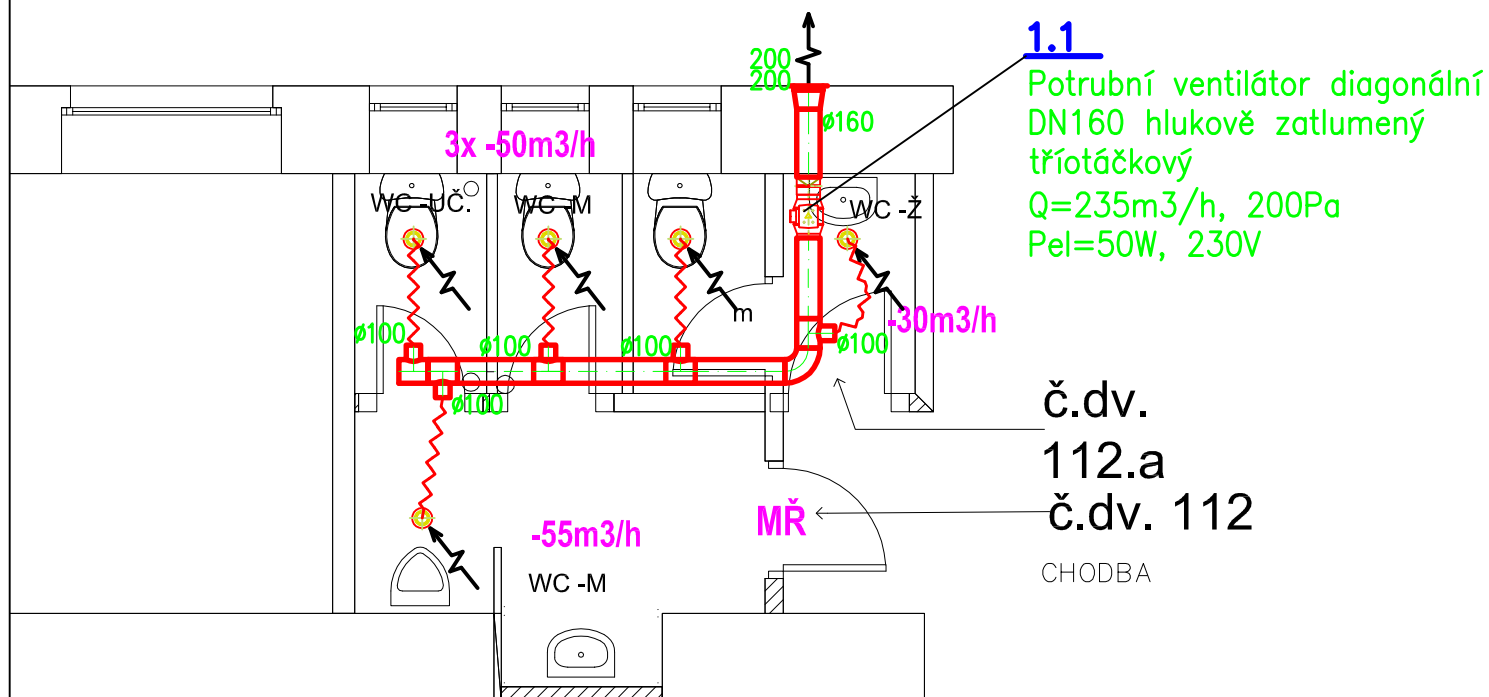 1.1
200
200
Potrubní ventilátor diagonální
DN160 hlukově zatlumený
tříotáčkový
Q=235m3/h, 200Pa
Pel=50W, 230V
ø160
3x -50m3/h
WC -UČ.
WC -M
WC -Ž
m
-30m3/h
ø100
ø100
ø100
ø100
ø100
č.dv.
112.a
č.dv. 112
MŘ
-55m3/h
WC -M
CHODBA